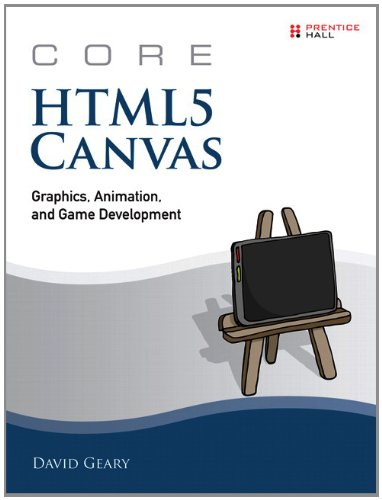 PRENTICE
HALL
CORE
HTML5
CANVAS
Graphics, Animation,
and Game Development
DAVID GEARY